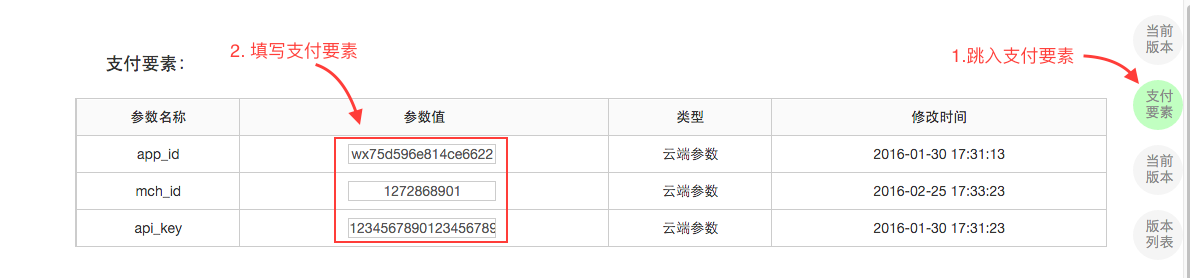 当前
版本
2. 填写支付要素
1.跳入支付要素
支付要素：
支付
要素
参数名称 参数值 类型 修改时间
app_id wx75d596e814ce6622 云端参数 2016-01-30 17:31:13
当前
版本
mch_id 1272868901 云端参数 2016-02-25 17:33:23
api_key 1234567890123456789 云端参数 2016-01-30 17:31:23
版本
列表